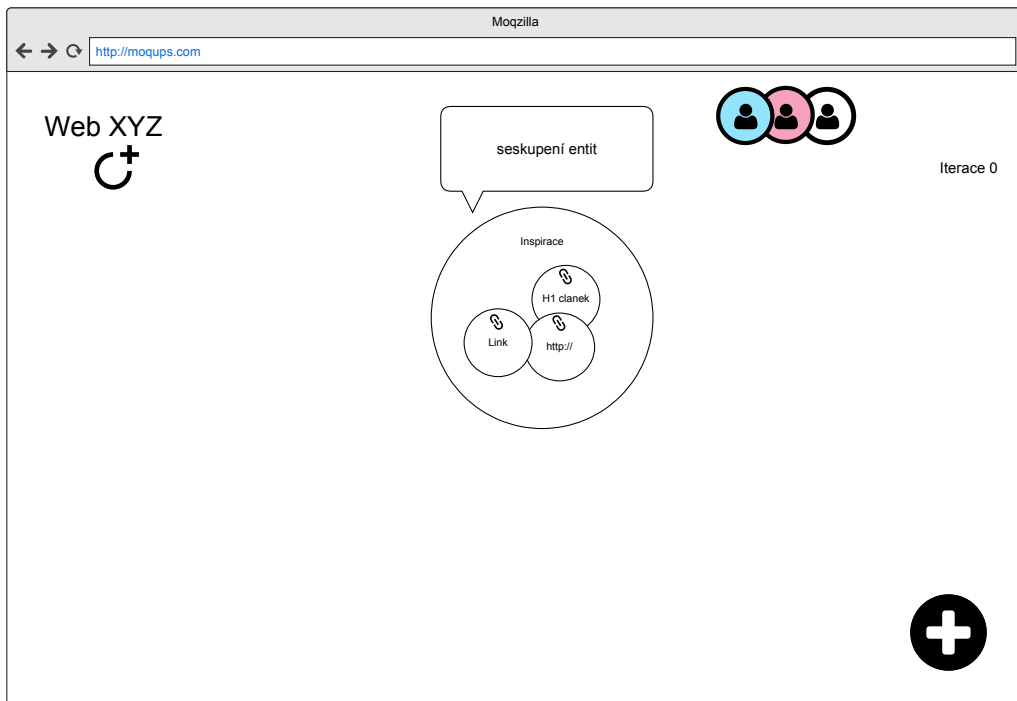 Moqzilla
http://moqups.com
Web XYZ
seskupení entit
Iterace 0
Inspirace
H1 clanek
Link
http://